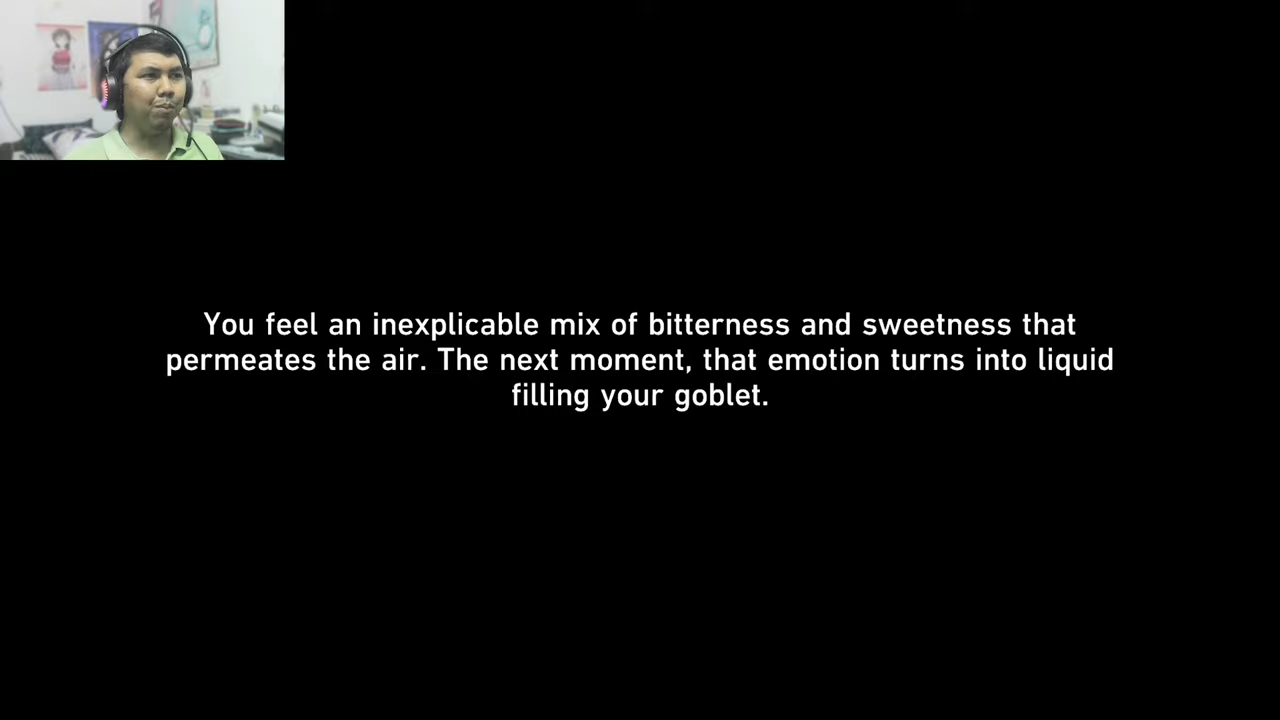 You feel an inexplicable mix of bitterness and sweetness that
permeates the air. The next moment, that emotion turns into liquid
filling your goblet.